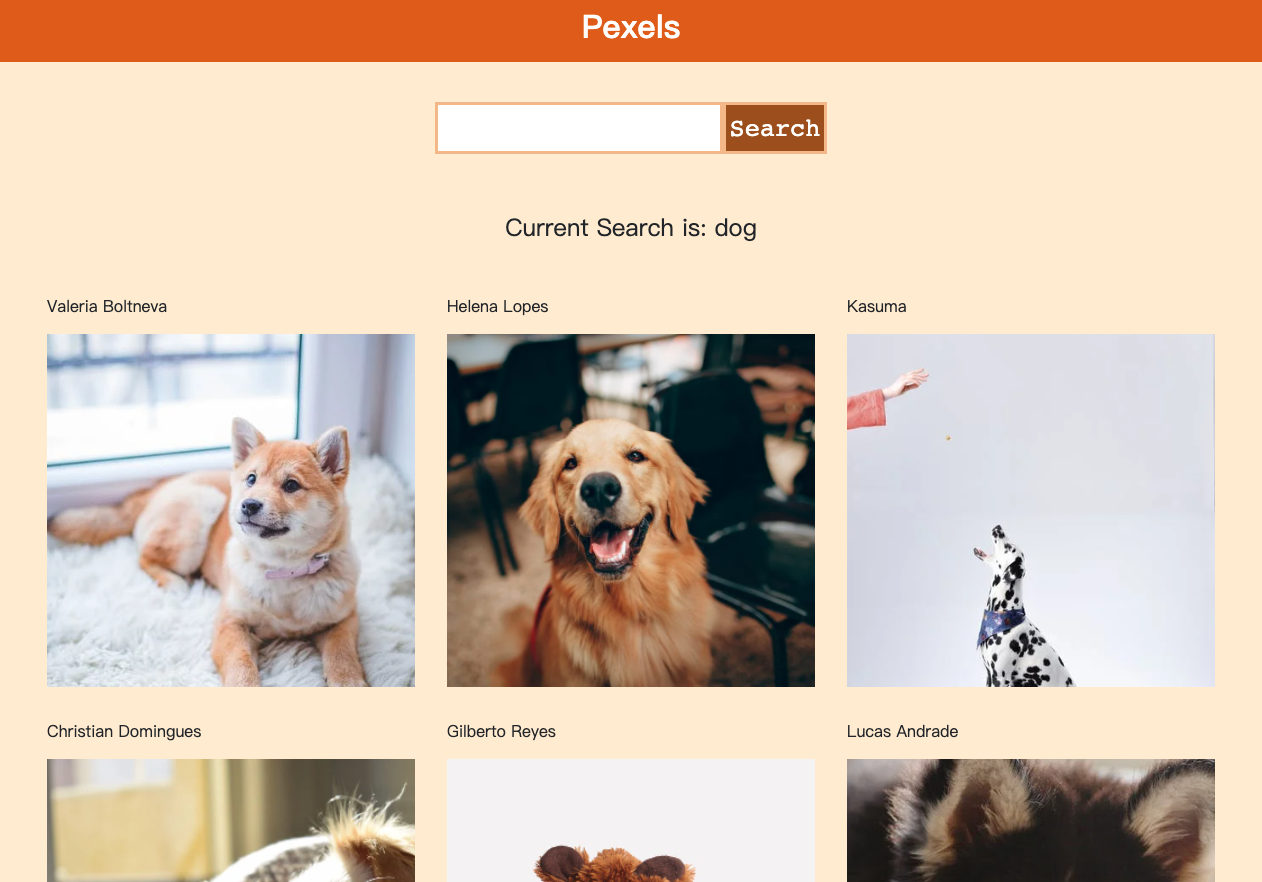 Pexels
Search
Current Search is: dog
Valeria Boltneva
Helena Lopes
Kasuma
Christian Domingues
Gilberto Reyes
Lucas Andrade